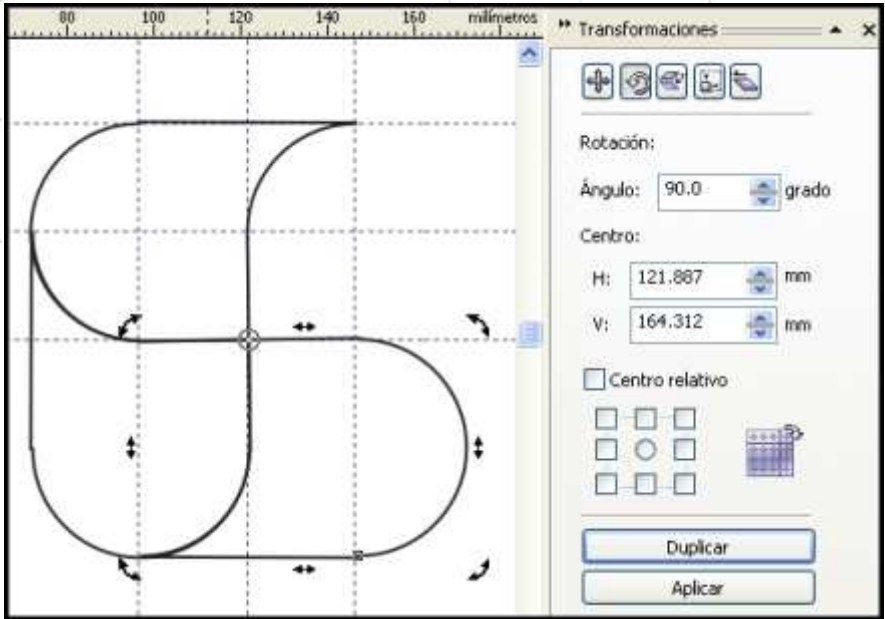 80 100 120 140 160 milímetros
Transformaciones
Rotación:
Ángulo: 90.0 grado
Centro:
H: 121.887 mm
V: 164.312 mm
Centro relativo
Duplicar
Aplicar